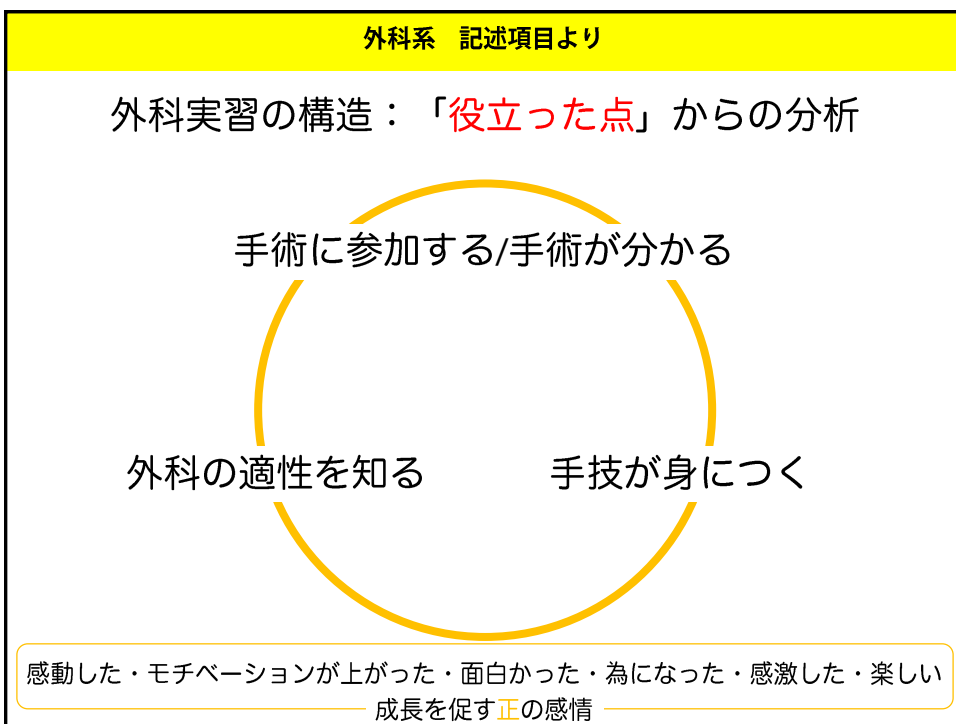 外科系　記述項目より
外科実習の構造：「役立った点」からの分析
手術に参加する/手術が分かる
外科の適性を知る
手技が身につく
感動した・モチベーションが上がった・面白かった・為になった・感激した・楽しい
成長を促す正の感情